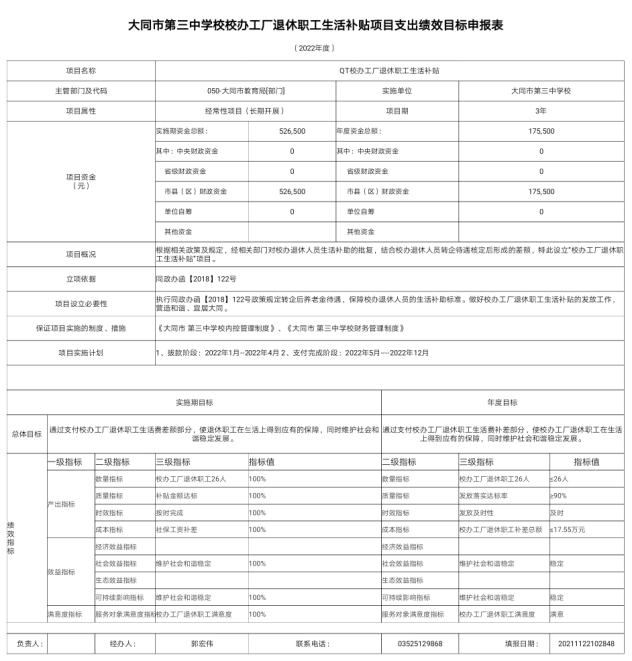 大同市第三中学校校办工厂退休职工生活补贴项目支出绩效目标申报表
（2022年度）
项目名称 QT校办工厂退休职工生活补贴
主管部门及代码 050-大同市教育局[部门] 实施单位 大同市第三中学校
项目属性 经常性项目（长期开展） 项目期 3年
项目资金（元） 实施期资金总额： 526,500 年度资金总额： 175,500
其中：中央财政资金 0 其中：中央财政资金 0
省级财政资金 0 省级财政资金 0
市县（区）财政资金 526,500 市县（区）财政资金 175,500
单位自筹 0 单位自筹 0
其他资金 其他资金
项目概况 根据相关政策及规定，经相关部门对校办退休人员生活补助的批复，结合校办退休人员转企待遇核定后形成的差额，特此设立“校办工厂退休职
工生活补贴”项目。
立项依据 同政办函【2018】122号
项目设立必要性 执行同政办函【2018】122号政策规定转企后养老金待遇，保障校办退休人员的生活补助标准。做好校办工厂退休职工生活补贴的发放工作，
营造和谐、宜居大同。
保证项目实施的制度、措施 《大同市 第三中学校内控管理制度》、《大同市 第三中学校财务管理制度》
项目实施计划 1、拨款阶段：2022年1月--2022年4月 2、支付完成阶段：2022年5月----2022年12月
实施期目标 年度目标
总体目标 通过支付校办工厂退休职工生活费差额部分，使退休职工在生活上得到应有的保障，同时维护社会和
谐稳定发展。
通过支付校办工厂退休职工生活费补差部分，使校办工厂退休职工在生活
上得到应有的保障，同时维护社会和谐稳定发展。
绩效指标
一级指标 二级指标 三级指标 指标值 二级指标 三级指标 指标值
产出指标 数量指标 校办工厂退休职工26人 100% 数量指标 校办工厂退休职工26人 ≤26人
质量指标 补贴金额达标 100% 质量指标 发放落实达标率 ≥90%
时效指标 按时完成 100% 时效指标 发放及时性 及时
成本指标 社保工资补差 100% 成本指标 校办工厂退休职工补差总额 ≤17.55万元
效益指标 经济效益指标 经济效益指标
社会效益指标 维护社会和谐稳定 100% 社会效益指标 维护社会和谐稳定 稳定
生态效益指标 生态效益指标
可持续影响指标 维护社会和谐稳定 100% 可持续影响指标 维护社会和谐稳定 稳定
满意度指标 服务对象满意度指标 校办工厂退休职工满意度 100% 服务对象满意度指标 校办工厂退休职工满意度 满意
负责人： 经办人： 郭宏伟 联系电话： 03525129868 填报日期： 20211122102848